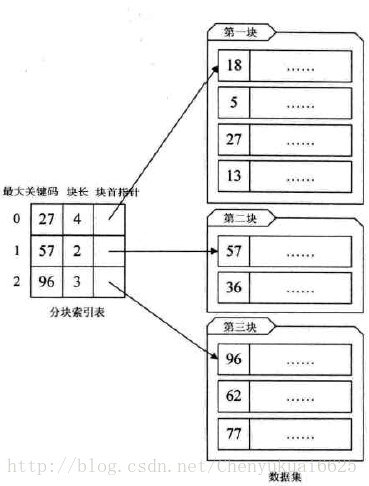 第一块
18 ……
5 ……
27 ……
13 ……
最大关键码 块长 块首指针
0 27 4
1 57 2
2 96 3
分块索引表
第二块
57 ……
36 ……
第三块
96 ……
62 ……
77 ……
http://blog.csdn.net/Chenyukuai6625
数据集